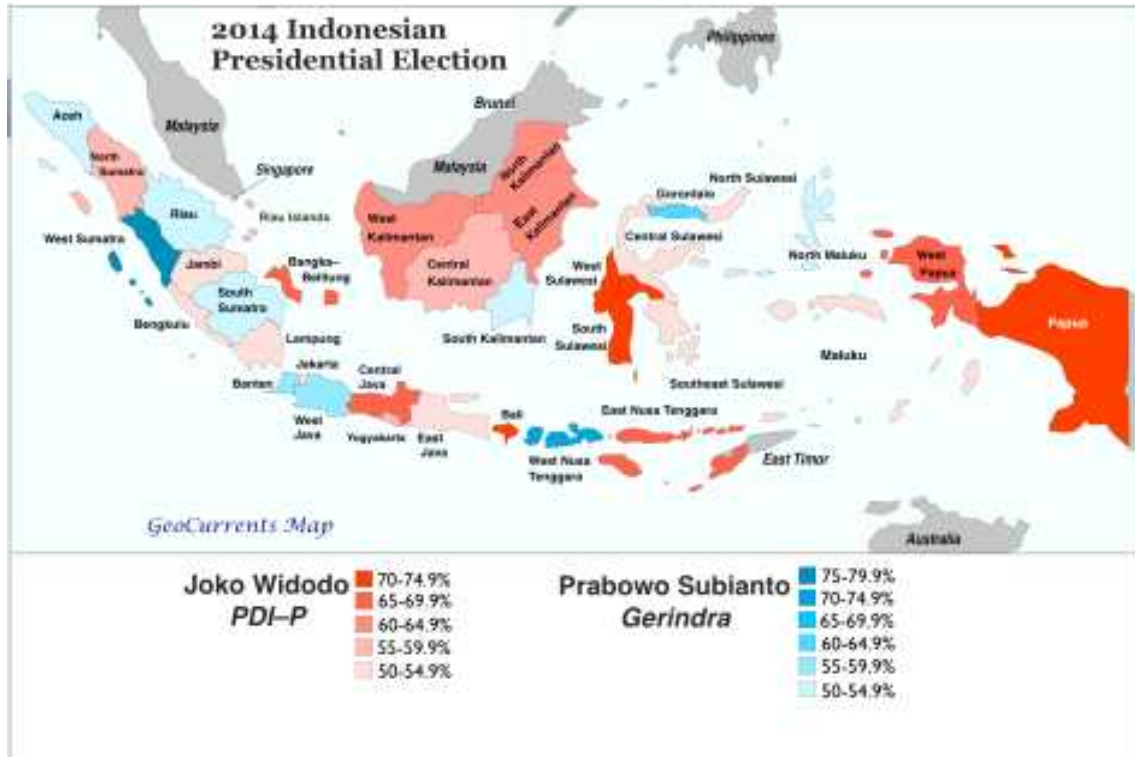 2014 Indonesian
Presidential Election
Philippines
Brunei
Aceh
Malaysia
North
Sumatra
Singapore
Malaysia
North
Kalimantan
North Sulawesi
Gorontalo
Riau
Riau Islands
West
Kalimantan
East
Kalimantan
Central Sulawesi
West Sumatra
Jambi
Bangka–
Belitung
Central
Kalimantan
West
Sulawesi
North Maluku
West
Papua
South
Sumatra
Bengkulu
Lampung
South Kalimantan
South
Sulawesi
Papua
Maluku
Jakarta
Banten
Central
Java
Southeast Sulawesi
West
Java
Yogyakarta
East
Java
Bali
East Nusa Tenggara
West Nusa
Tenggara
East Timor
GeoCurrents Map
Australia
Joko Widodo
PDI–P
70-74.9%
65-69.9%
60-64.9%
55-59.9%
50-54.9%
Prabowo Subianto
Gerindra
75-79.9%
70-74.9%
65-69.9%
60-64.9%
55-59.9%
50-54.9%